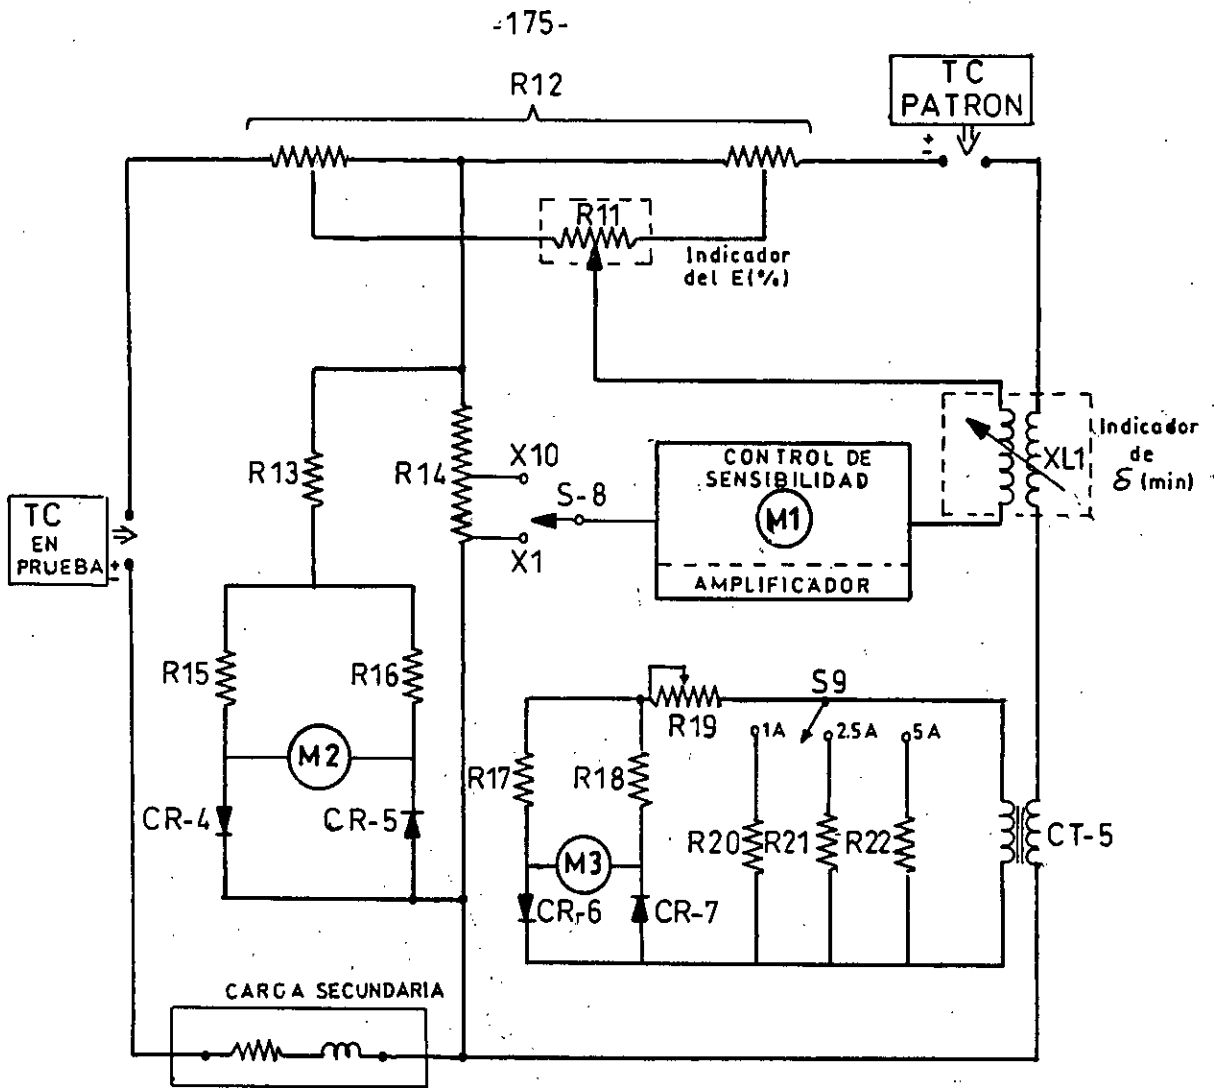 -175-
R12
TC
PATRON
±
R11
Indicador
del E(%)
X10
R13
R14
S-8
X1
CONTROL DE
SENSIBILIDAD
M1
AMPLIFICADOR
XL1
Indicador
de
δ (min)
TC
EN
PRUEBA
±
R15
R16
M2
CR-4
CR-5
S9
R19
1A
2.5A
5A
R17
R18
R20
R21
R22
CT-5
M3
CR-6
CR-7
CARGA SECUNDARIA